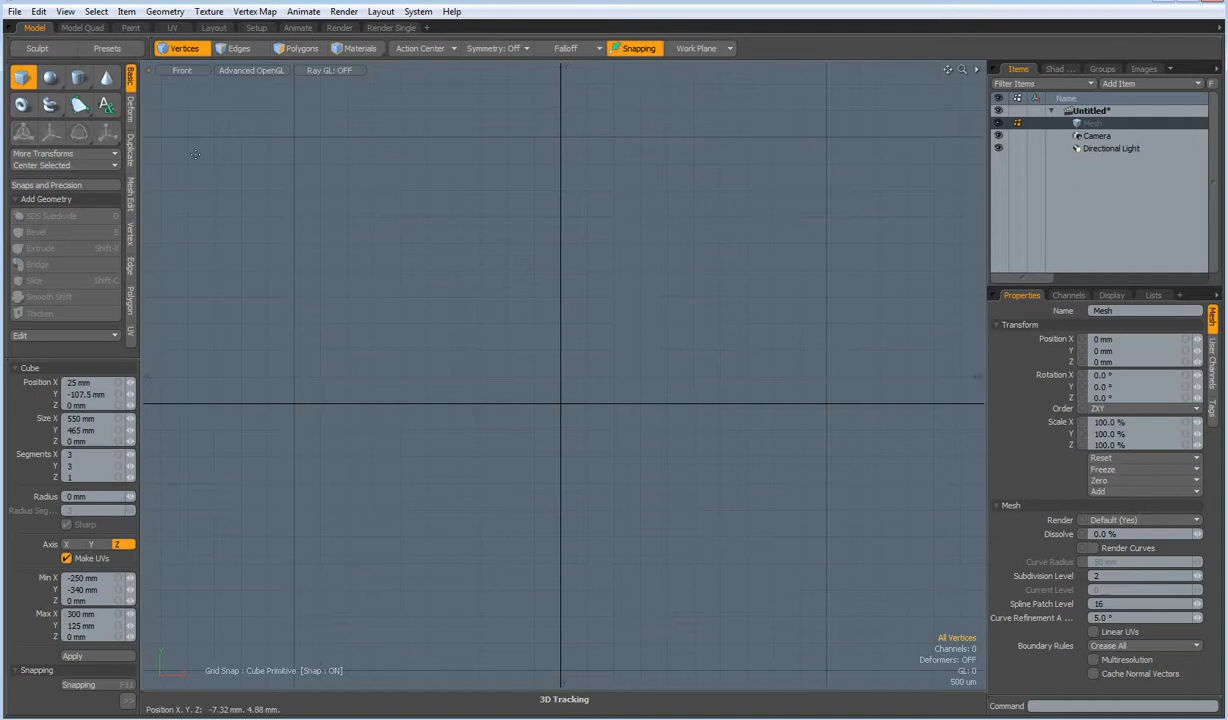 File Edit View Select Item Geometry Texture Vertex Map Animate Render Layout System Help
Model Model Quad Paint UV Layout Setup Animate Render Render Single +
Sculpt Presets Vertices Edges Polygons Materials Action Center Symmetry: Off Falloff Snapping Work Plane
Front Advanced OpenGL Ray GL: OFF
Items Shad ... Groups Images
Filter Items Add Item F
Name
Untitled*
Mesh
Camera
Directional Light
Basic
Deform
Duplicate
Mesh Edit
Vertex
Edge
Polygon
UV
More Transforms
Center Selected
Snaps and Precision
Add Geometry
SDS Subdivide D
Bevel B
Extrude Shift-X
Bridge
Slice Shift-C
Smooth Shift
Thicken
Edit
Cube
Position X 25 mm
Y -107.5 mm
Z 0 mm
Size X 550 mm
Y 465 mm
Z 0 mm
Segments X 3
Y 3
Z 1
Radius 0 mm
Radius Seg ... 3
Sharp
Axis X Y Z
Make UVs
Min X -250 mm
Y -340 mm
Z 0 mm
Max X 300 mm
Y 125 mm
Z 0 mm
Apply
Snapping
Snapping F11
>>
Properties Channels Display Lists +
Name Mesh
Transform
Position X 0 mm
Y 0 mm
Z 0 mm
Rotation X 0.0 °
Y 0.0 °
Z 0.0 °
Order ZXY
Scale X 100.0 %
Y 100.0 %
Z 100.0 %
Reset
Freeze
Zero
Add
Mesh
Render Default (Yes)
Dissolve 0.0 %
Render Curves
Curve Radius 50 mm
Subdivision Level 2
Current Level 0
Spline Patch Level 16
Curve Refinement A ... 5.0 °
Linear UVs
Boundary Rules Crease All
Multiresolution
Cache Normal Vectors
Mesh
User Channels
Tags
All Vertices
Channels: 0
Deformers: OFF
GL: 0
500 um
Y
X
Grid Snap : Cube Primitive [Snap : ON]
3D Tracking
Position X, Y, Z: -7.32 mm, 4.88 mm.
Command